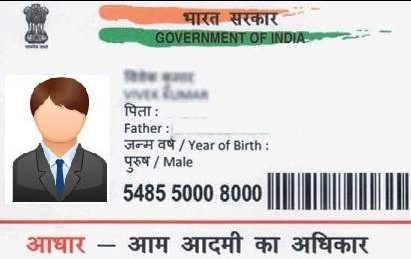 भारत सरकार
GOVERNMENT OF INDIA
विवेक कुमार
VIVEK KUMAR
पिता :
Father :
जन्म वर्ष / Year of Birth :
पुरुष / Male
5485 5000 8000
आधार – आम आदमी का अधिकार